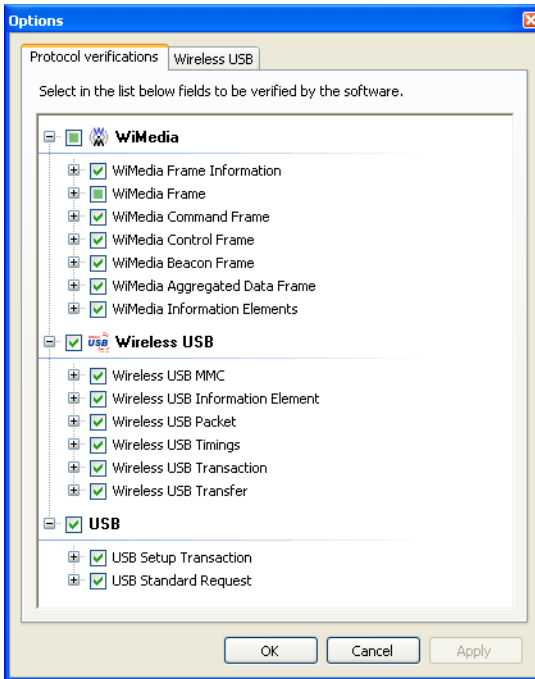 Options
Protocol verifications
Wireless USB
Select in the list below fields to be verified by the software.
WiMedia
WiMedia Frame Information
WiMedia Frame
WiMedia Command Frame
WiMedia Control Frame
WiMedia Beacon Frame
WiMedia Aggregated Data Frame
WiMedia Information Elements
USB Wireless USB
Wireless USB MMC
Wireless USB Information Element
Wireless USB Packet
Wireless USB Timings
Wireless USB Transaction
Wireless USB Transfer
USB
USB Setup Transaction
USB Standard Request
OK
Cancel
Apply